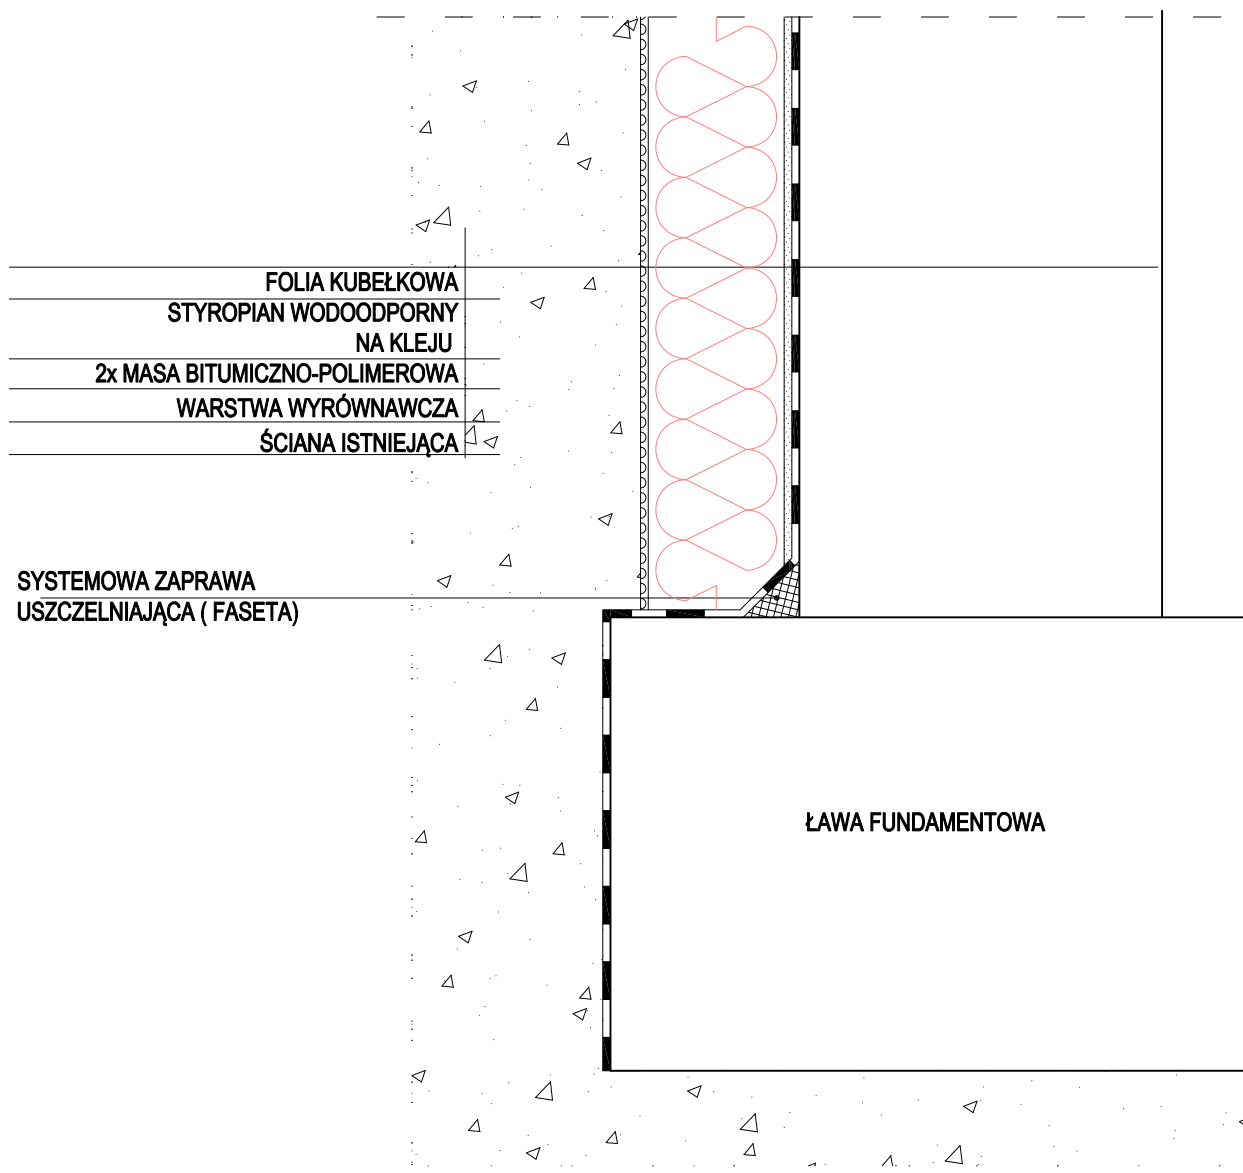 FOLIA KUBEŁKOWA
STYROPIAN WODOODPORNY
NA KLEJU
2x MASA BITUMICZNO-POLIMEROWA
WARSTWA WYRÓWNAWCZA
ŚCIANA ISTNIEJĄCA
SYSTEMOWA ZAPRAWA
USZCZELNIAJĄCA ( FASETA)
ŁAWA FUNDAMENTOWA